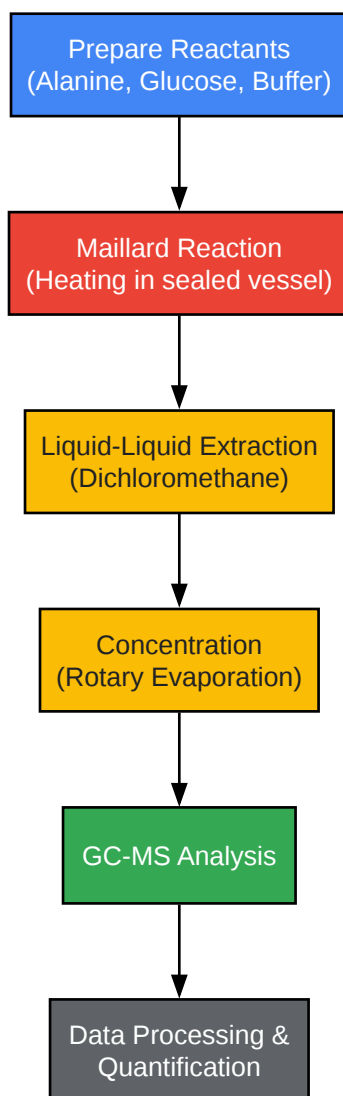 Prepare Reactants
(Alanine, Glucose, Buffer)
Maillard Reaction
(Heating in sealed vessel)
Liquid-Liquid Extraction
(Dichloromethane)
Concentration
(Rotary Evaporation)
GC-MS Analysis
Data Processing &
Quantification